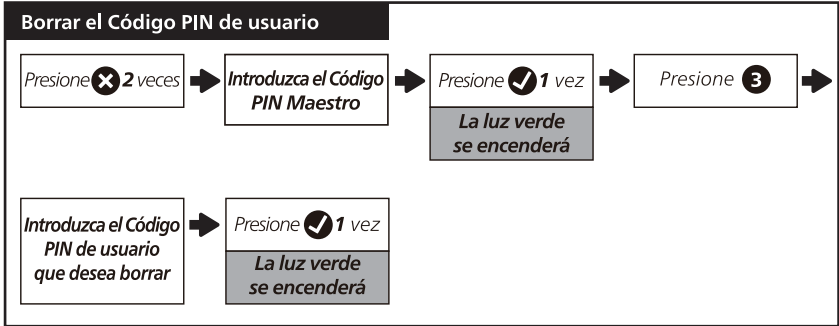 Borrar el Código PIN de usuario
Presione ✖ 2 veces
Introduzca el Código
PIN Maestro
Presione ✔ 1 vez
La luz verde
se encenderá
Presione 3
Introduzca el Código
PIN de usuario
que desea borrar
Presione ✔ 1 vez
La luz verde
se encenderá